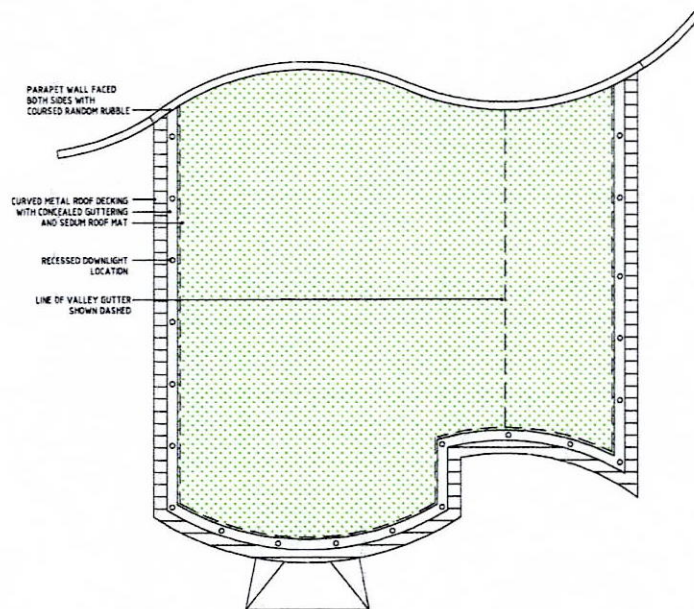 PARAPET WALL FACED
BOTH SIDES WITH
COURSED RANDOM RUBBLE
CURVED METAL ROOF DECKING
WITH CONCEALED GUTTERING
AND SEDUM ROOF MAT
RECESSED DOWNLIGHT
LOCATION
LINE OF VALLEY GUTTER
SHOWN DASHED